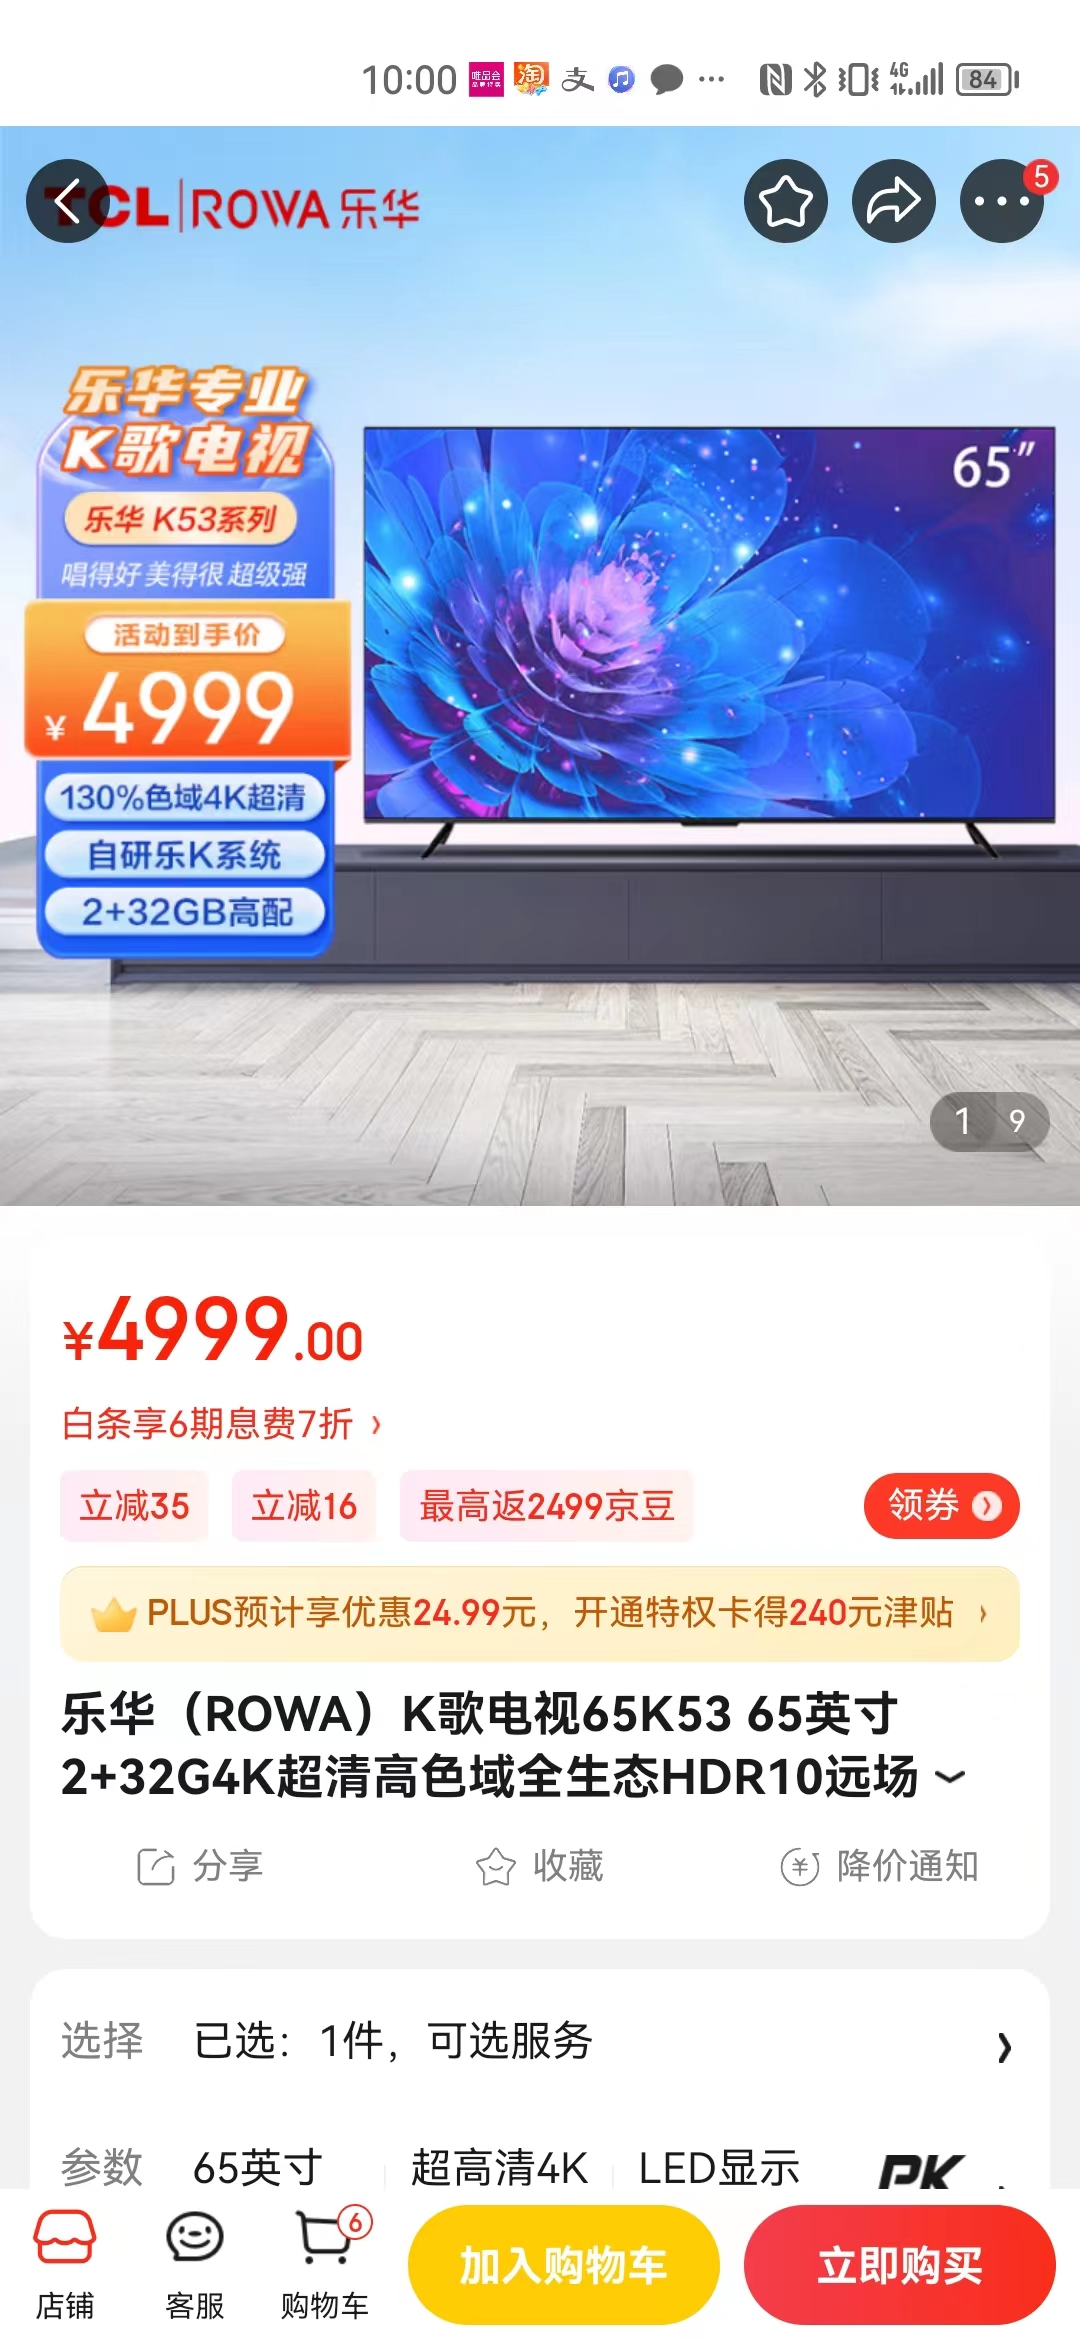 10:00 唯品会 淘 支 4G 84
TCL ROWA 乐华
5
乐华专业
K歌电视
乐华 K53系列
唱得好 美得很 超级强
活动到手价
¥ 4999
130%色域4K超清
自研乐K系统
2+32GB高配
65"
1 9
¥4999.00
白条享6期息费7折 ›
立减35 立减16 最高返2499京豆 领券
PLUS预计享优惠24.99元，开通特权卡得240元津贴 ›
乐华（ROWA）K歌电视65K53 65英寸
2+32G4K超清高色域全生态HDR10远场
分享 收藏 降价通知
选择 已选：1件，可选服务
参数 65英寸 超高清4K LED显示 PK
6
店铺 客服 购物车 加入购物车 立即购买